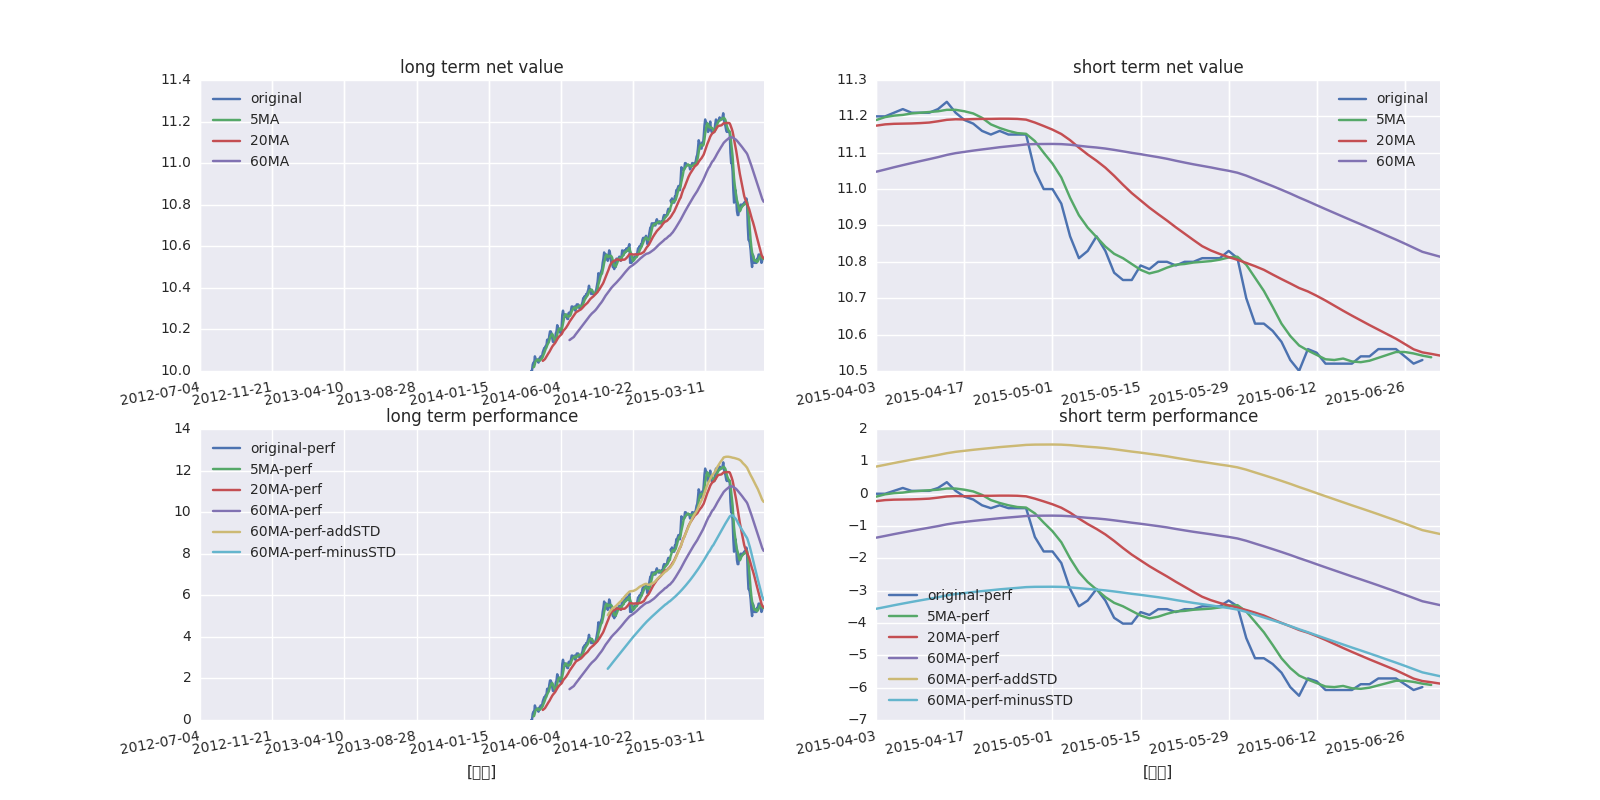 long term net value
11.4
11.2
11.0
10.8
10.6
10.4
10.2
10.0
original
5MA
20MA
60MA
2012-07-04
2012-11-21
2013-04-10
2013-08-28
2014-01-15
2014-06-04
2014-10-22
2015-03-11
short term net value
11.3
11.2
11.1
11.0
10.9
10.8
10.7
10.6
10.5
original
5MA
20MA
60MA
2015-04-03
2015-04-17
2015-05-01
2015-05-15
2015-05-29
2015-06-12
2015-06-26
long term performance
14
12
10
8
6
4
2
0
original-perf
5MA-perf
20MA-perf
60MA-perf
60MA-perf-addSTD
60MA-perf-minusSTD
2012-07-04
2012-11-21
2013-04-10
2013-08-28
2014-01-15
2014-06-04
2014-10-22
2015-03-11
short term performance
2
1
0
−1
−2
−3
−4
−5
−6
−7
original-perf
5MA-perf
20MA-perf
60MA-perf
60MA-perf-addSTD
60MA-perf-minusSTD
2015-04-03
2015-04-17
2015-05-01
2015-05-15
2015-05-29
2015-06-12
2015-06-26